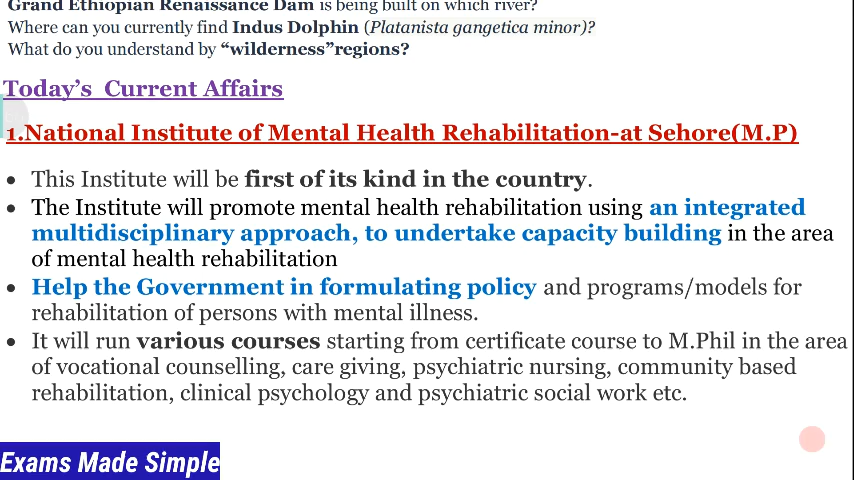 Grand Ethiopian Renaissance Dam is being built on which river?
Where can you currently find Indus Dolphin (Platanista gangetica minor)?
What do you understand by “wilderness”regions?
Today’s Current Affairs
1.National Institute of Mental Health Rehabilitation-at Sehore(M.P)
• This Institute will be first of its kind in the country.
• The Institute will promote mental health rehabilitation using an integrated
multidisciplinary approach, to undertake capacity building in the area
of mental health rehabilitation
• Help the Government in formulating policy and programs/models for
rehabilitation of persons with mental illness.
• It will run various courses starting from certificate course to M.Phil in the area
of vocational counselling, care giving, psychiatric nursing, community based
rehabilitation, clinical psychology and psychiatric social work etc.
Exams Made Simple